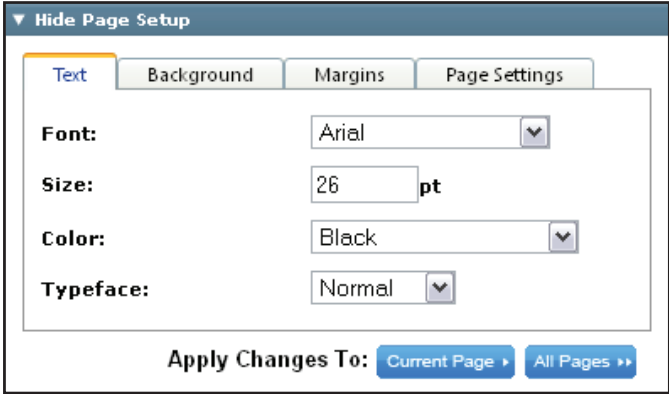 Hide Page Setup
Text Background Margins Page Settings
Font: Arial
Size: 26 pt
Color: Black
Typeface: Normal
Apply Changes To: Current Page All Pages